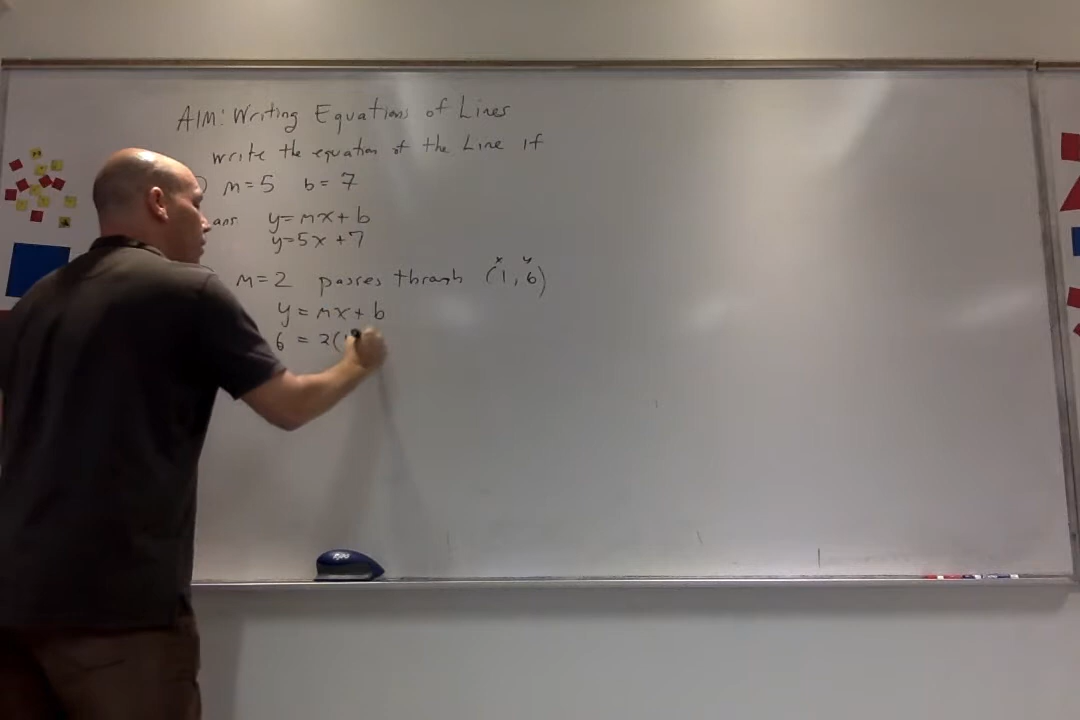 AIM: Writing Equations of Lines
Write the equation of the Line if
m=5 b=7
ans y=mx+b
y=5x+7
x y
m=2 passes through (1,6)
y=mx+b
6 = 2(1